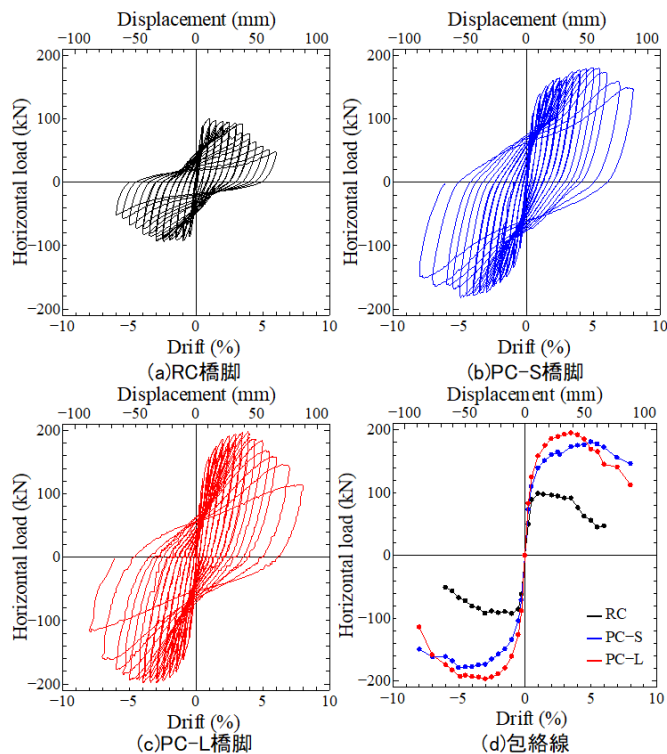 Displacement (mm)
−100 −50 0 50 100
Horizontal load (kN)
200
100
0
−100
−200
−10 −5 0 5 10
Drift (%)
(a)RC橋脚
Displacement (mm)
−100 −50 0 50 100
Horizontal load (kN)
200
100
0
−100
−200
−10 −5 0 5 10
Drift (%)
(b)PC-S橋脚
Displacement (mm)
−100 −50 0 50 100
Horizontal load (kN)
200
100
0
−100
−200
−10 −5 0 5 10
Drift (%)
(c)PC-L橋脚
Displacement (mm)
−100 −50 0 50 100
Horizontal load (kN)
200
100
0
−100
−200
RC
PC−S
PC−L
−10 −5 0 5 10
Drift (%)
(d)包絡線